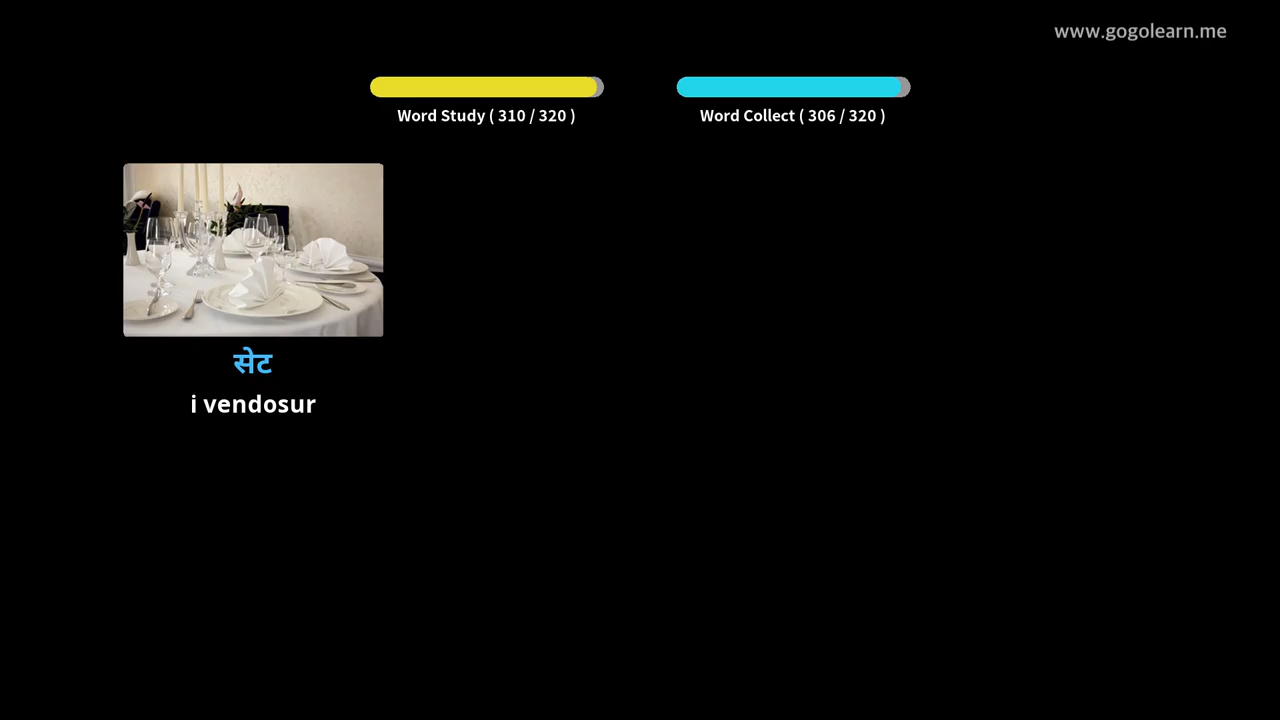 www.gogolearn.me
Word Study ( 310 / 320 )
Word Collect ( 306 / 320 )
सेट
i vendosur